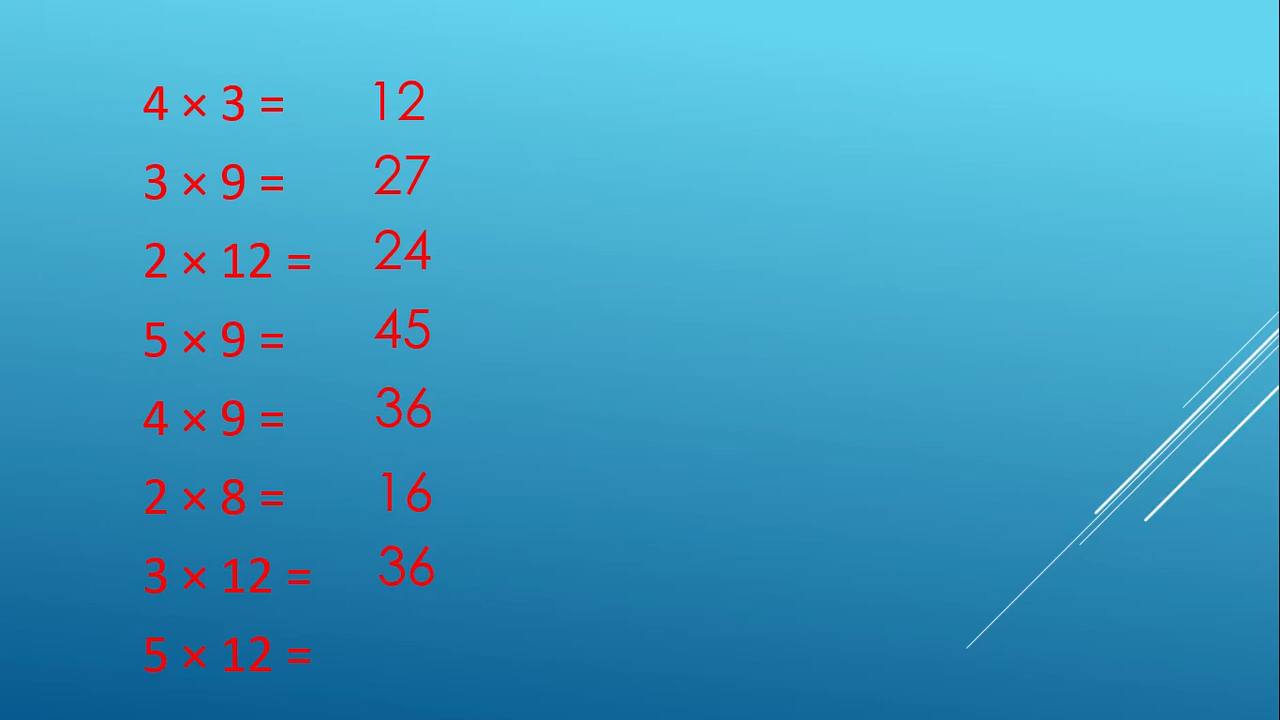 4 × 3 = 12
3 × 9 = 27
2 × 12 = 24
5 × 9 = 45
4 × 9 = 36
2 × 8 = 16
3 × 12 = 36
5 × 12 =